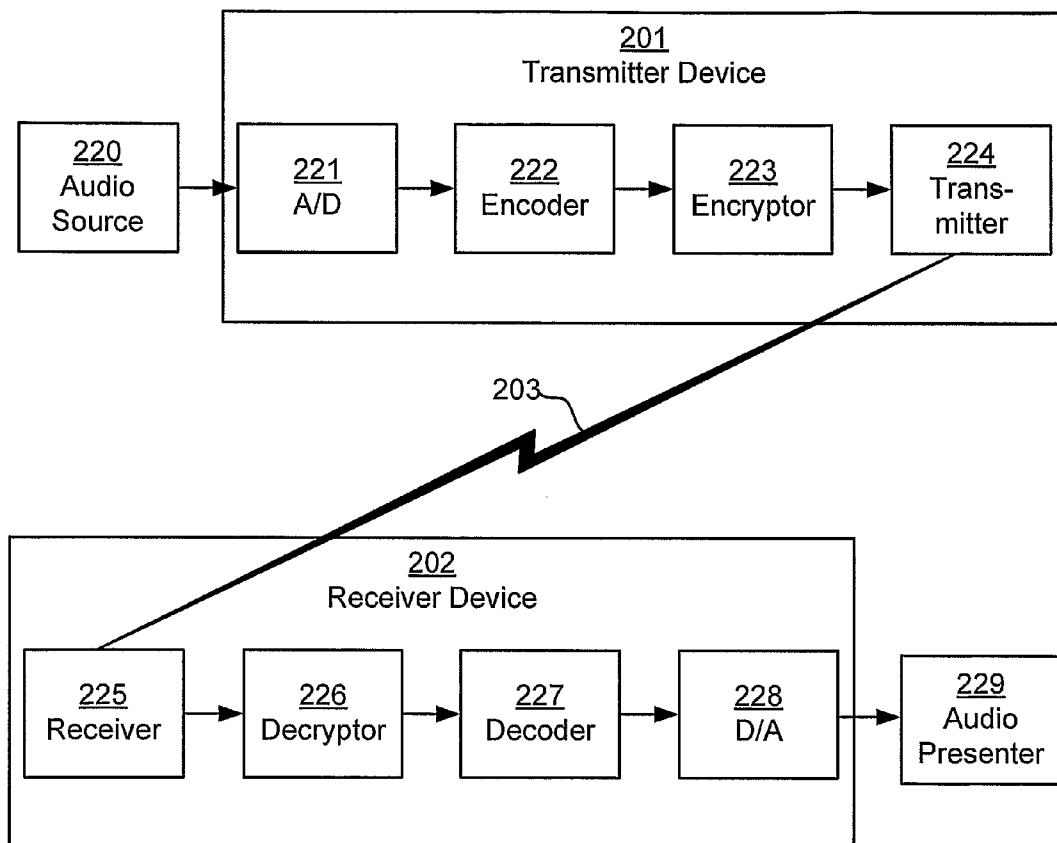 201
Transmitter Device
220
Audio
Source
221
A/D
222
Encoder
223
Encryptor
224
Trans-
mitter
203
202
Receiver Device
225
Receiver
226
Decryptor
227
Decoder
228
D/A
229
Audio
Presenter